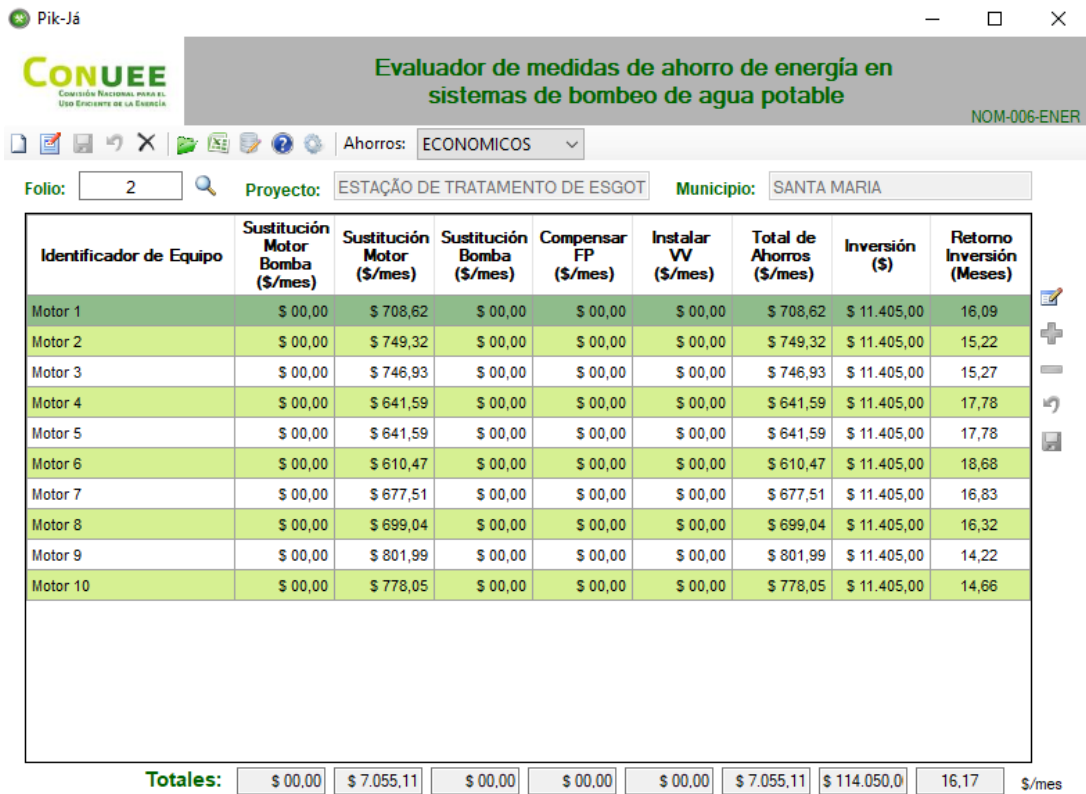 Pik-Já
CONUEE
COMISIÓN NACIONAL PARA EL
USO EFICIENTE DE LA ENERGÍA
Evaluador de medidas de ahorro de energía en
sistemas de bombeo de agua potable
NOM-006-ENER
Ahorros: ECONOMICOS
Folio: 2 Proyecto: ESTAÇÃO DE TRATAMENTO DE ESGOT Municipio: SANTA MARIA
Identificador de Equipo Sustitución Motor Bomba ($/mes) Sustitución Motor ($/mes) Sustitución Bomba ($/mes) Compensar FP ($/mes) Instalar VV ($/mes) Total de Ahorros ($/mes) Inversión ($) Retorno Inversión (Meses)
Motor 1 $ 00,00 $ 708,62 $ 00,00 $ 00,00 $ 00,00 $ 708,62 $ 11.405,00 16,09
Motor 2 $ 00,00 $ 749,32 $ 00,00 $ 00,00 $ 00,00 $ 749,32 $ 11.405,00 15,22
Motor 3 $ 00,00 $ 746,93 $ 00,00 $ 00,00 $ 00,00 $ 746,93 $ 11.405,00 15,27
Motor 4 $ 00,00 $ 641,59 $ 00,00 $ 00,00 $ 00,00 $ 641,59 $ 11.405,00 17,78
Motor 5 $ 00,00 $ 641,59 $ 00,00 $ 00,00 $ 00,00 $ 641,59 $ 11.405,00 17,78
Motor 6 $ 00,00 $ 610,47 $ 00,00 $ 00,00 $ 00,00 $ 610,47 $ 11.405,00 18,68
Motor 7 $ 00,00 $ 677,51 $ 00,00 $ 00,00 $ 00,00 $ 677,51 $ 11.405,00 16,83
Motor 8 $ 00,00 $ 699,04 $ 00,00 $ 00,00 $ 00,00 $ 699,04 $ 11.405,00 16,32
Motor 9 $ 00,00 $ 801,99 $ 00,00 $ 00,00 $ 00,00 $ 801,99 $ 11.405,00 14,22
Motor 10 $ 00,00 $ 778,05 $ 00,00 $ 00,00 $ 00,00 $ 778,05 $ 11.405,00 14,66
Totales: $ 00,00 $ 7.055,11 $ 00,00 $ 00,00 $ 00,00 $ 7.055,11 $ 114.050,0 16,17 $/mes